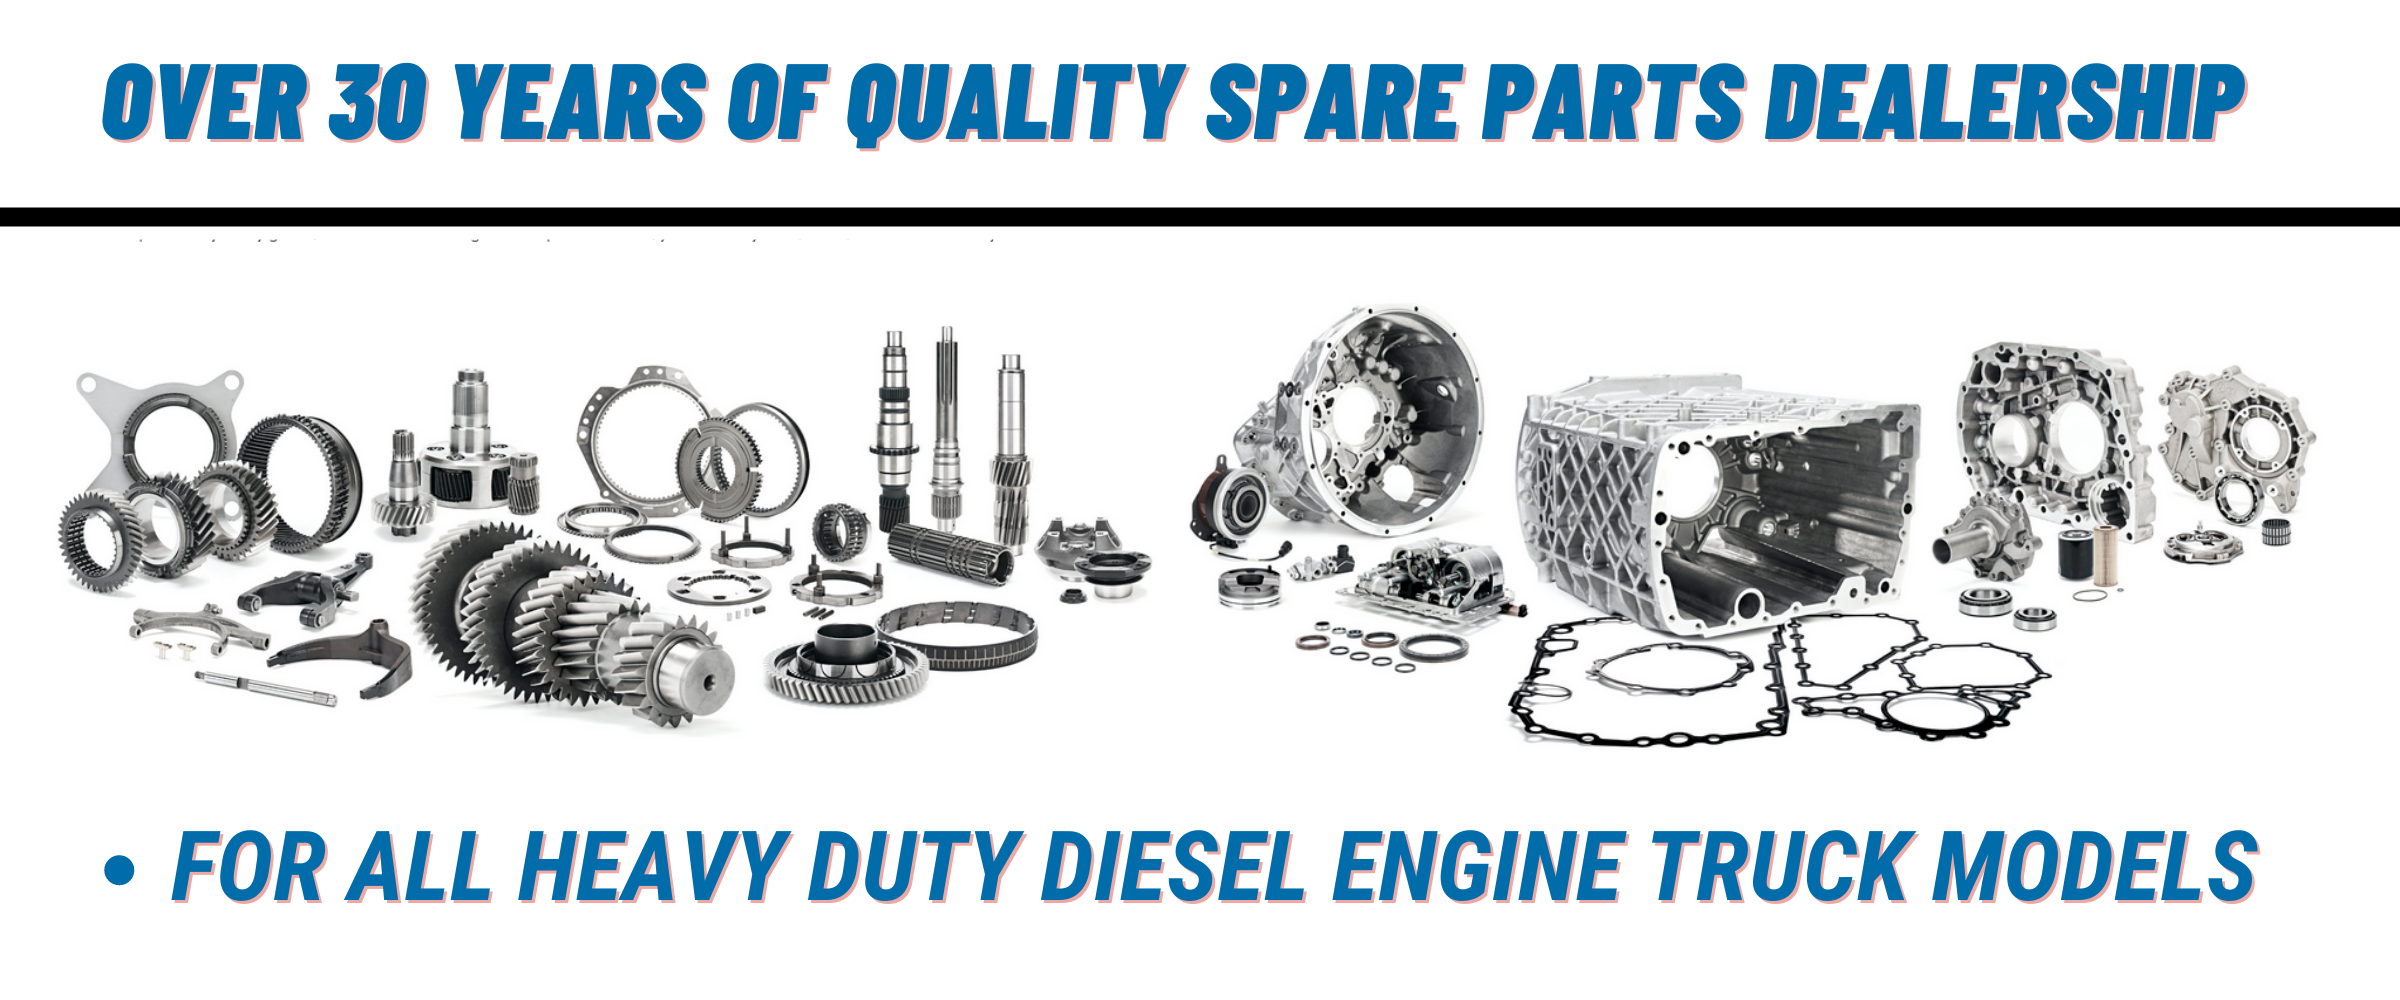 OVER 30 YEARS OF QUALITY SPARE PARTS DEALERSHIP
• FOR ALL HEAVY DUTY DIESEL ENGINE TRUCK MODELS